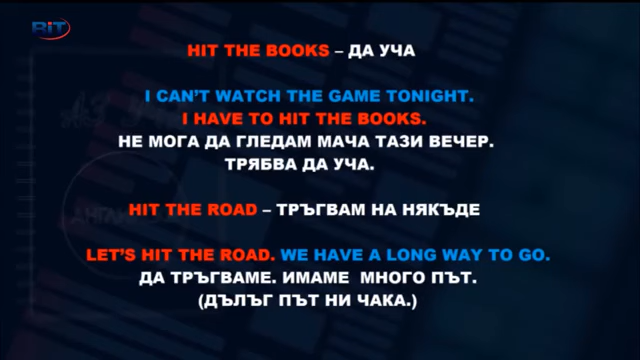 BiT
HIT THE BOOKS – ДА УЧА
I CAN'T WATCH THE GAME TONIGHT.
I HAVE TO HIT THE BOOKS.
НЕ МОГА ДА ГЛЕДАМ МАЧА ТАЗИ ВЕЧЕР.
ТРЯБВА ДА УЧА.
HIT THE ROAD – ТРЪГВАМ НА НЯКЪДЕ
LET'S HIT THE ROAD. WE HAVE A LONG WAY TO GO.
ДА ТРЪГВАМЕ. ИМАМЕ МНОГО ПЪТ.
(ДЪЛЪГ ПЪТ НИ ЧАКА.)